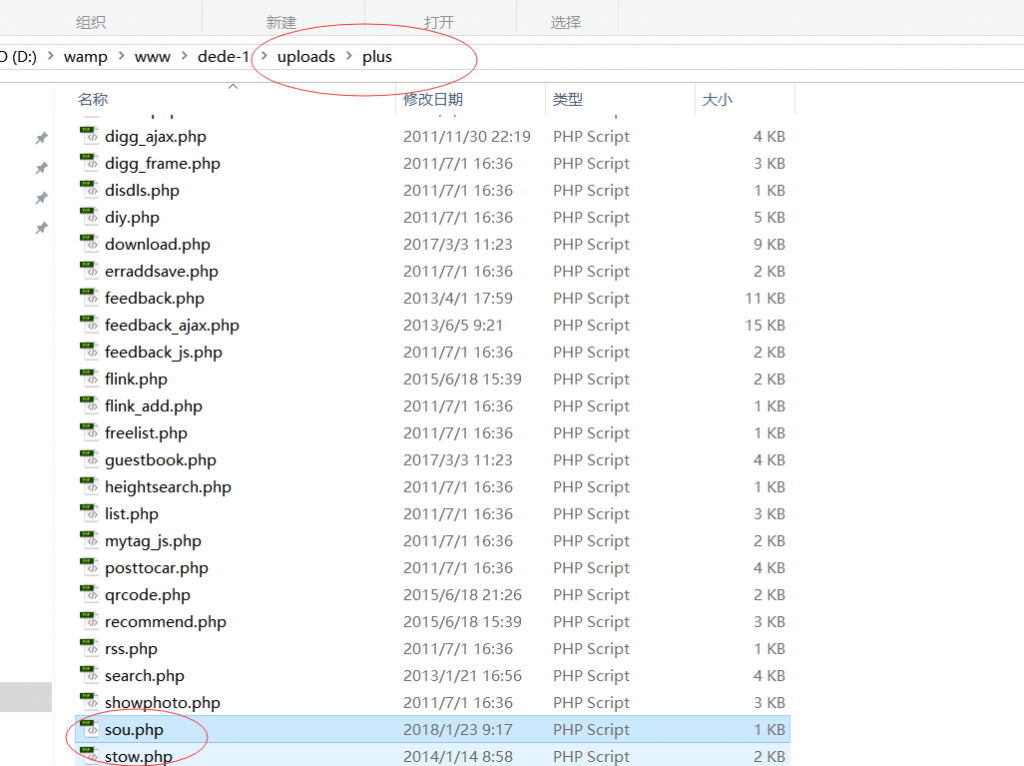 组织 新建 打开 选择
(D:) > wamp > www > dede-1 > uploads > plus
名称 修改日期 类型 大小
digg_ajax.php 2011/11/30 22:19 PHP Script 4 KB
digg_frame.php 2011/7/1 16:36 PHP Script 3 KB
disdls.php 2011/7/1 16:36 PHP Script 1 KB
diy.php 2011/7/1 16:36 PHP Script 5 KB
download.php 2017/3/3 11:23 PHP Script 9 KB
erraddsave.php 2011/7/1 16:36 PHP Script 2 KB
feedback.php 2013/4/1 17:59 PHP Script 11 KB
feedback_ajax.php 2013/6/5 9:21 PHP Script 15 KB
feedback_js.php 2011/7/1 16:36 PHP Script 2 KB
flink.php 2015/6/18 15:39 PHP Script 2 KB
flink_add.php 2011/7/1 16:36 PHP Script 1 KB
freelist.php 2011/7/1 16:36 PHP Script 1 KB
guestbook.php 2017/3/3 11:23 PHP Script 4 KB
heightsearch.php 2011/7/1 16:36 PHP Script 1 KB
list.php 2011/7/1 16:36 PHP Script 3 KB
mytag_js.php 2011/7/1 16:36 PHP Script 2 KB
posttocar.php 2011/7/1 16:36 PHP Script 4 KB
qrcode.php 2015/6/18 21:26 PHP Script 2 KB
recommend.php 2015/6/18 15:39 PHP Script 3 KB
rss.php 2011/7/1 16:36 PHP Script 1 KB
search.php 2013/1/21 16:56 PHP Script 4 KB
showphoto.php 2011/7/1 16:36 PHP Script 3 KB
sou.php 2018/1/23 9:17 PHP Script 1 KB
stow.php 2014/1/14 8:58 PHP Script 2 KB